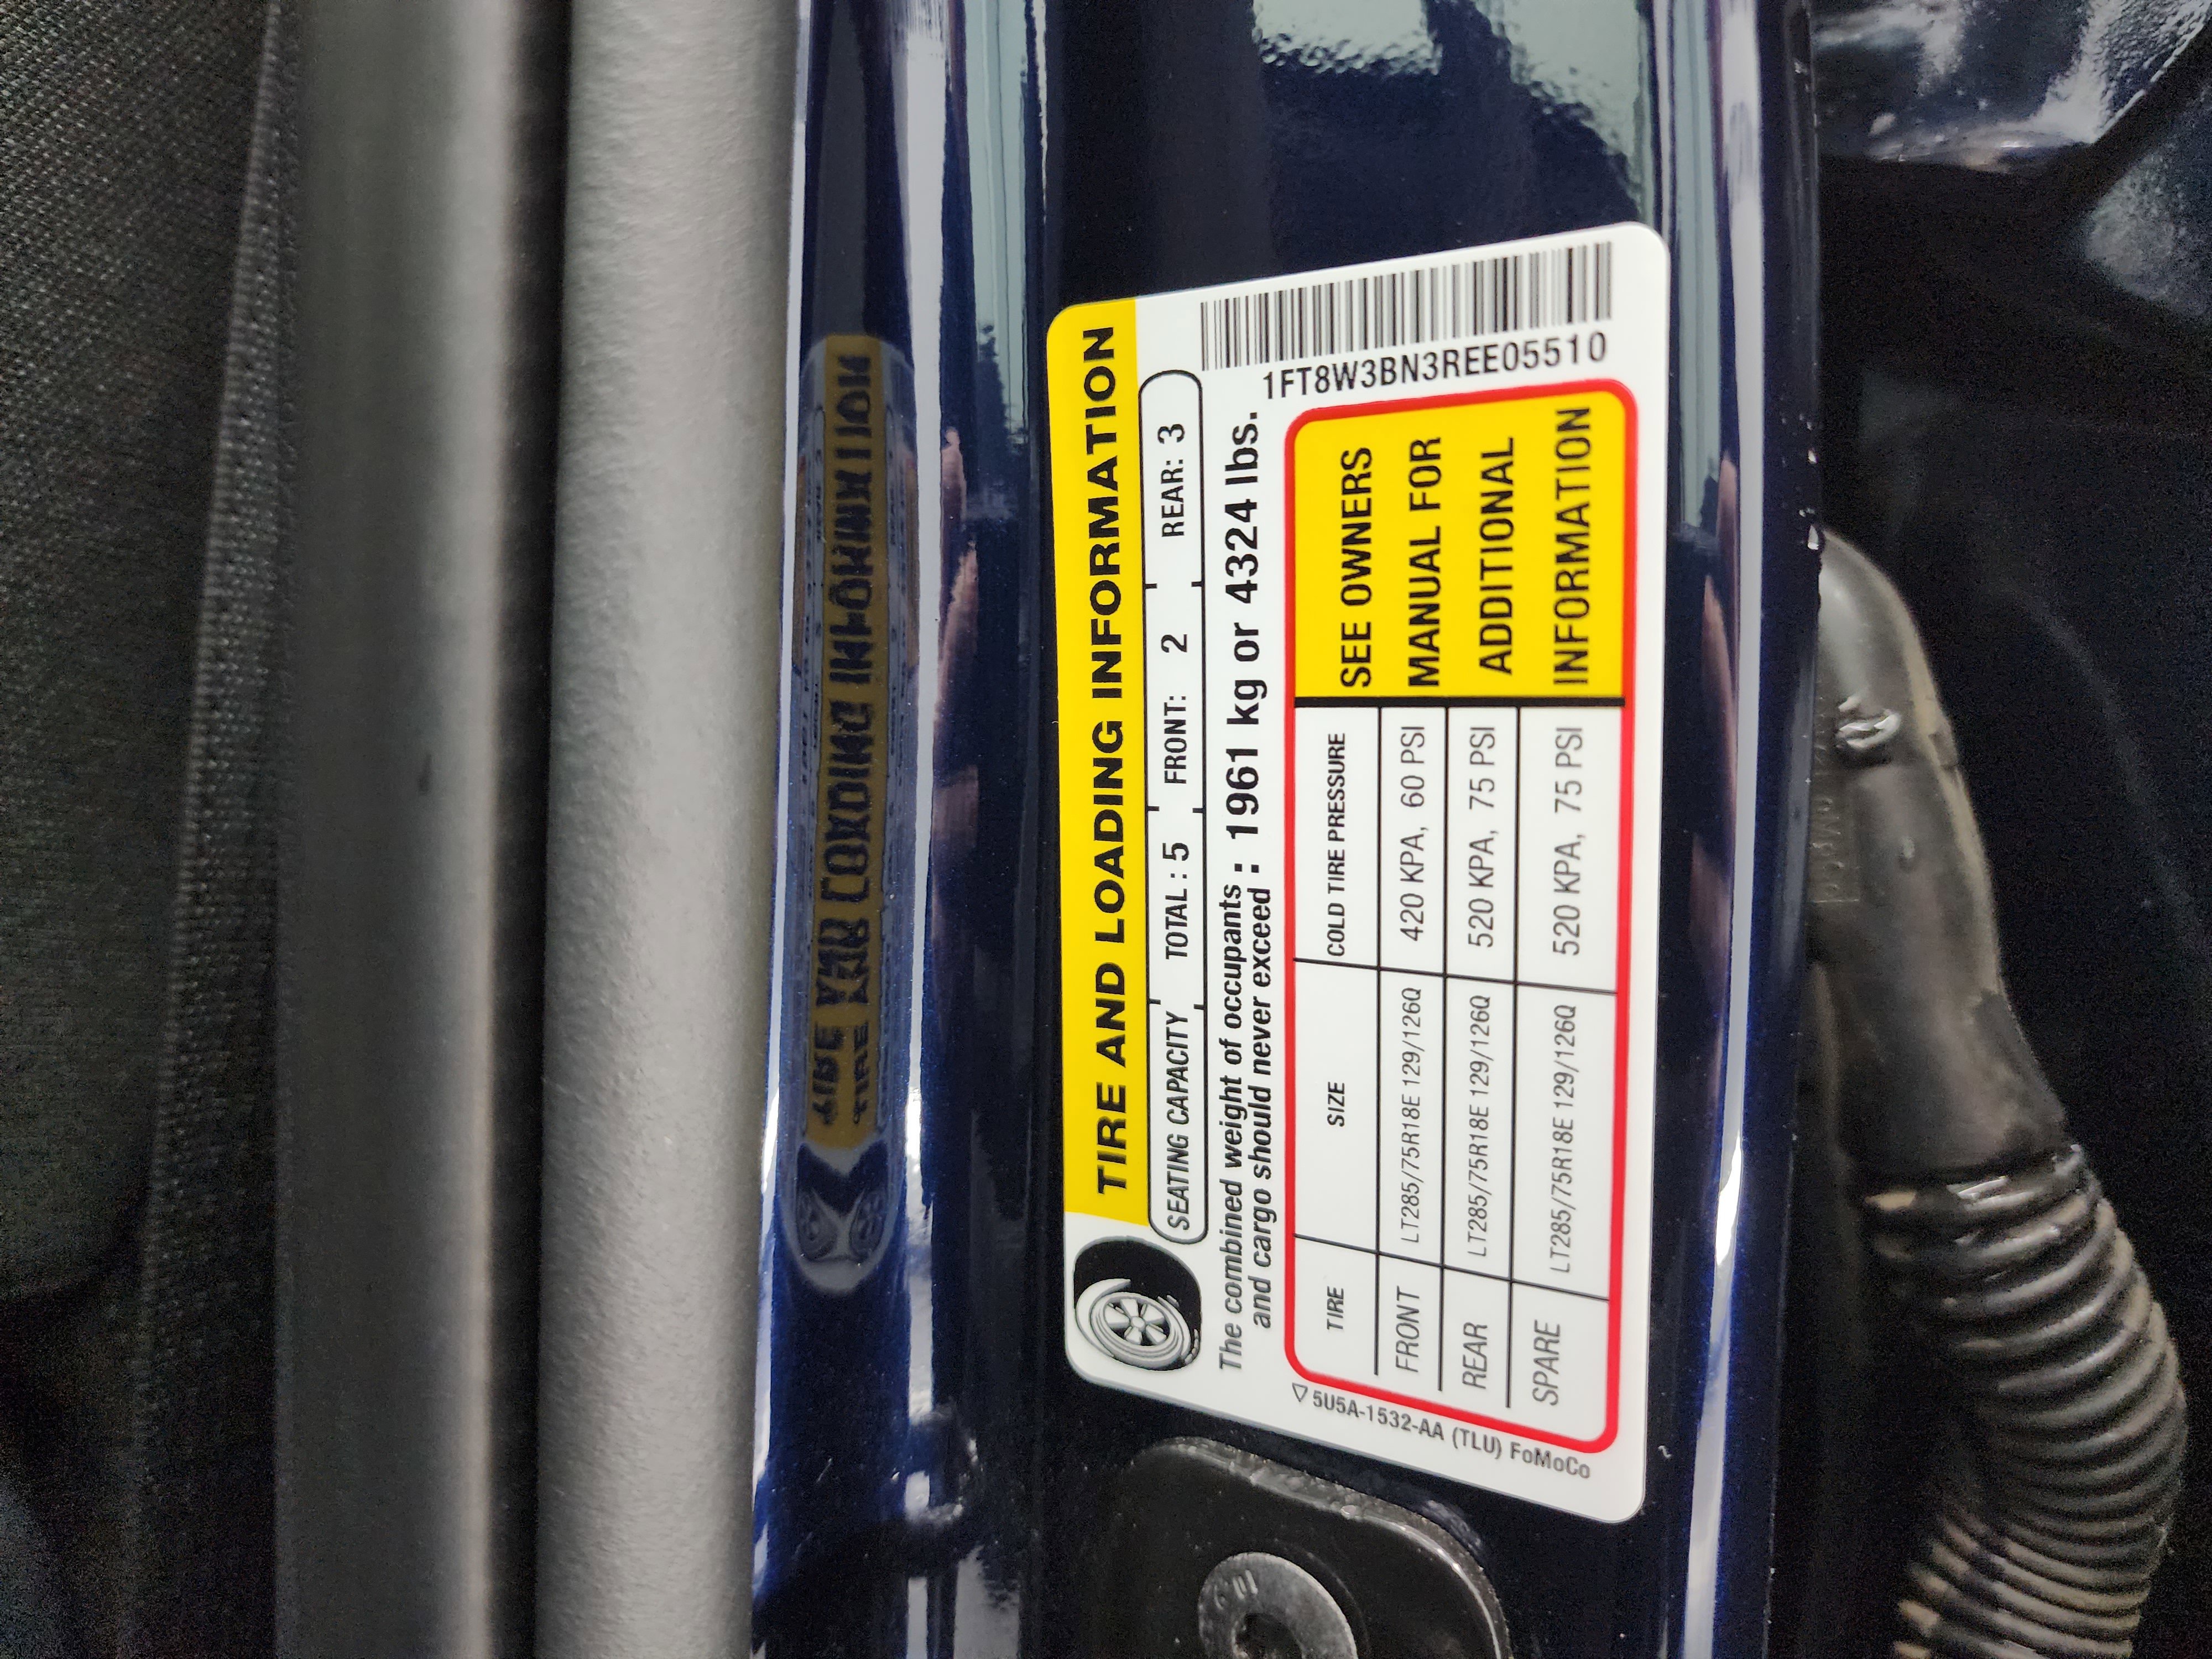 TIRE AND LOADING INFORMATION
SEATING CAPACITY TOTAL : 5 FRONT: 2 REAR: 3
The combined weight of occupants
and cargo should never exceed : 1961 kg or 4324 lbs.
TIRE SIZE COLD TIRE PRESSURE
FRONT LT285/75R18E 129/126Q 420 KPA, 60 PSI
REAR LT285/75R18E 129/126Q 520 KPA, 75 PSI
SPARE LT285/75R18E 129/126Q 520 KPA, 75 PSI
SEE OWNERS
MANUAL FOR
ADDITIONAL
INFORMATION
1FT8W3BN3REE05510
5U5A-1532-AA (TLU) FoMoCo